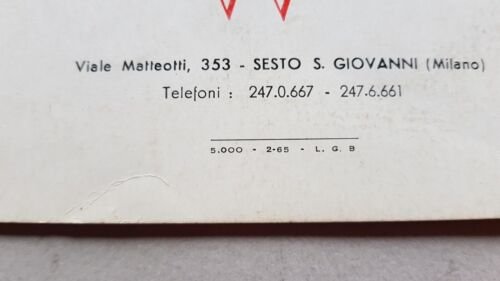 Viale Matteotti, 353 - SESTO S. GIOVANNI (Milano)
Telefoni : 247.0.667 - 247.6.661
5.000 - 2-65 - L. G. B